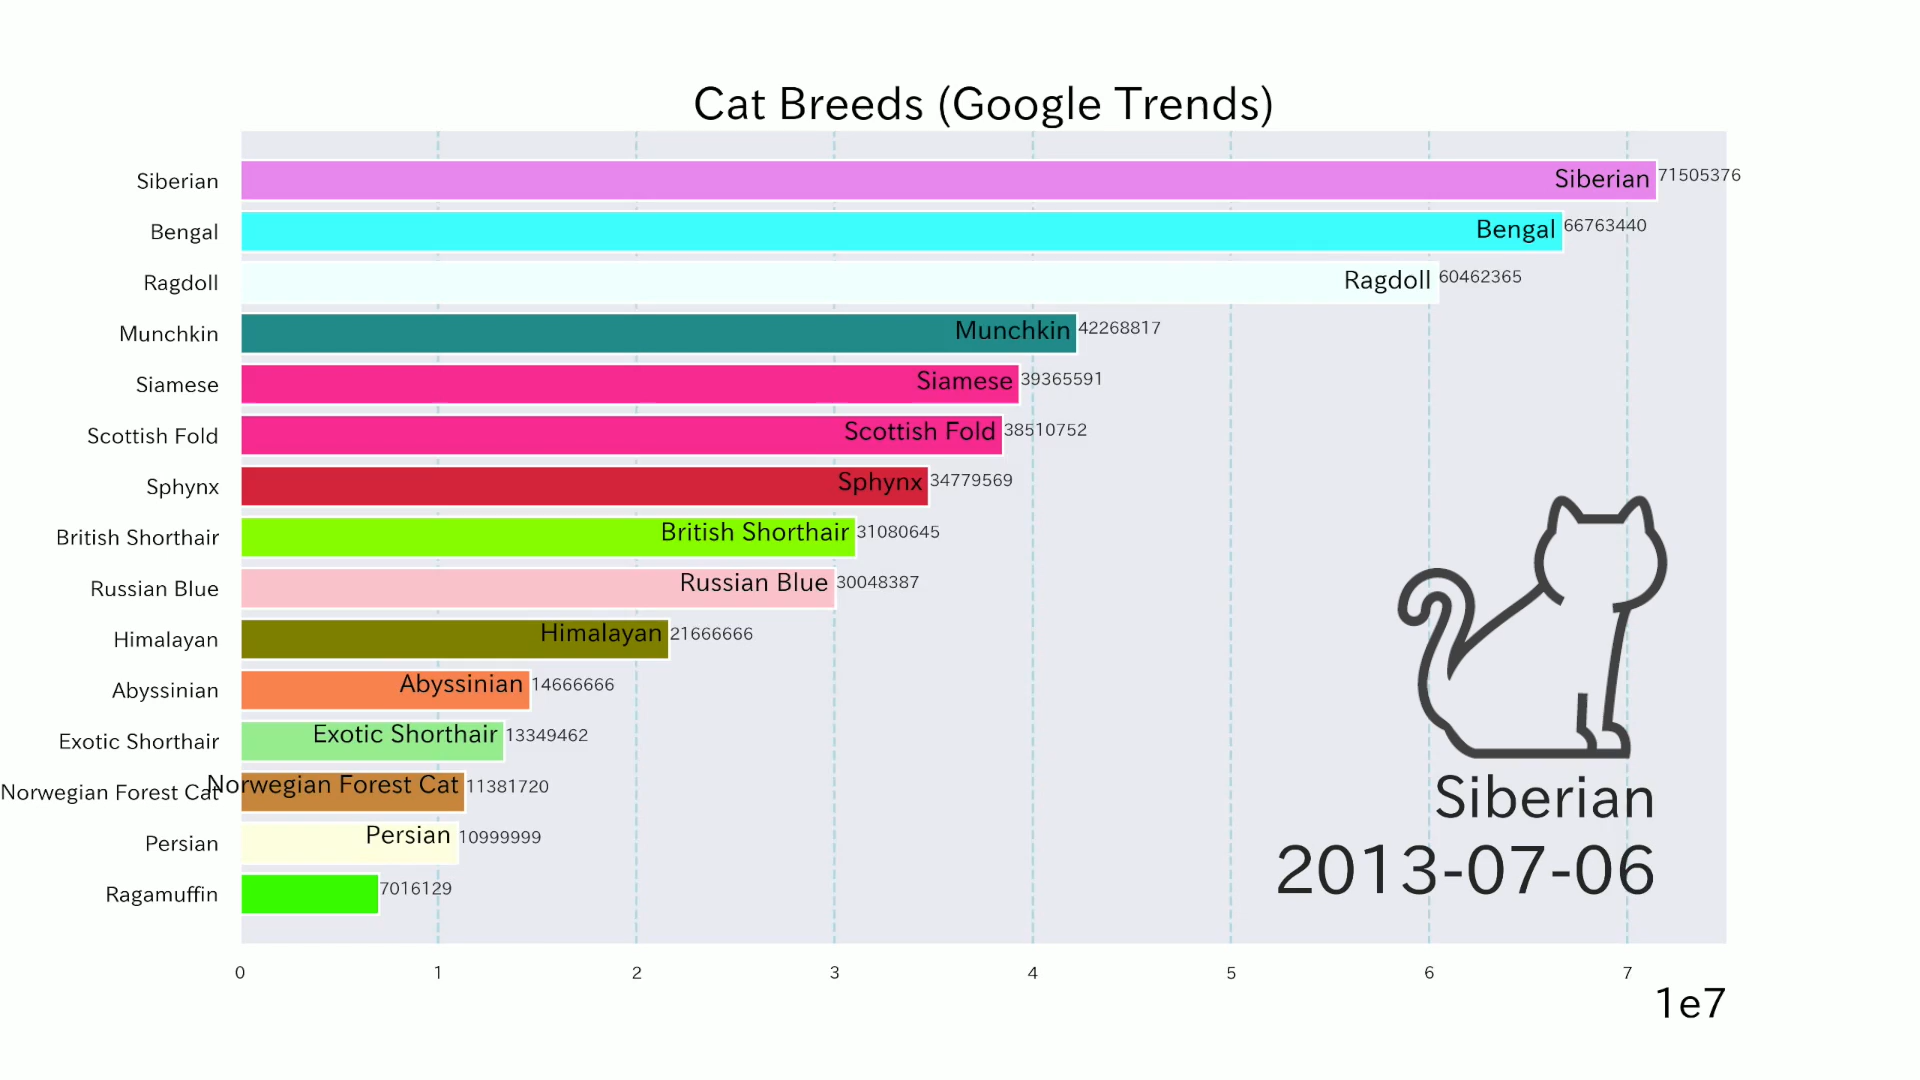 Cat Breeds (Google Trends)
Siberian Siberian 71505376
Bengal Bengal 66763440
Ragdoll Ragdoll 60462365
Munchkin Munchkin 42268817
Siamese Siamese 39365591
Scottish Fold Scottish Fold 38510752
Sphynx Sphynx 34779569
British Shorthair British Shorthair 31080645
Russian Blue Russian Blue 30048387
Himalayan Himalayan 21666666
Abyssinian Abyssinian 14666666
Exotic Shorthair Exotic Shorthair 13349462
Norwegian Forest Cat Norwegian Forest Cat 11381720
Persian Persian 10999999
Ragamuffin 7016129
Siberian
2013-07-06
0 1 2 3 4 5 6 7
1e7